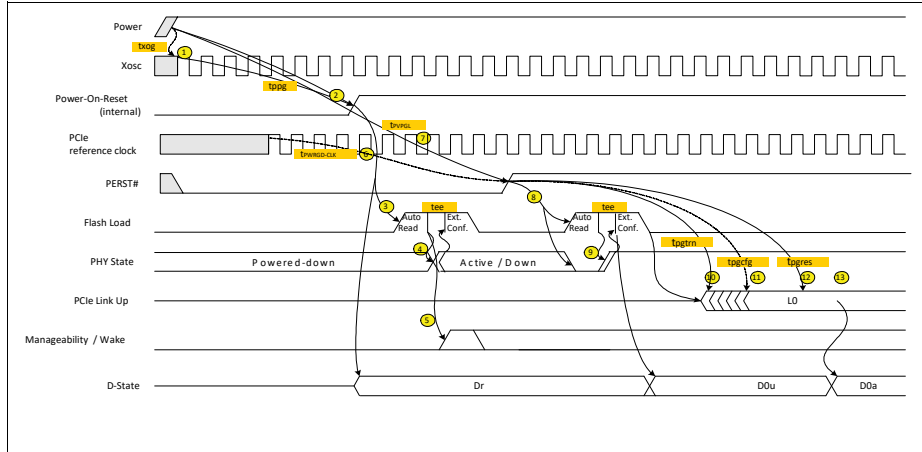 Power
txog
1
Xosc
tppg
2
Power-On-Reset
(internal)
tPVPGL
7
PCIe
reference clock
tPWRGD-CLK
6
PERST#
3
tee
8
tee
Flash Load
Auto
Read
Ext.
Conf.
Auto
Read
Ext.
Conf.
4
9
tpgtrn
tpgcfg
tpgres
PHY State
Powered-down
Active / Down
10
11
12
13
PCIe Link Up
L0
5
Manageability / Wake
D-State
Dr
D0u
D0a